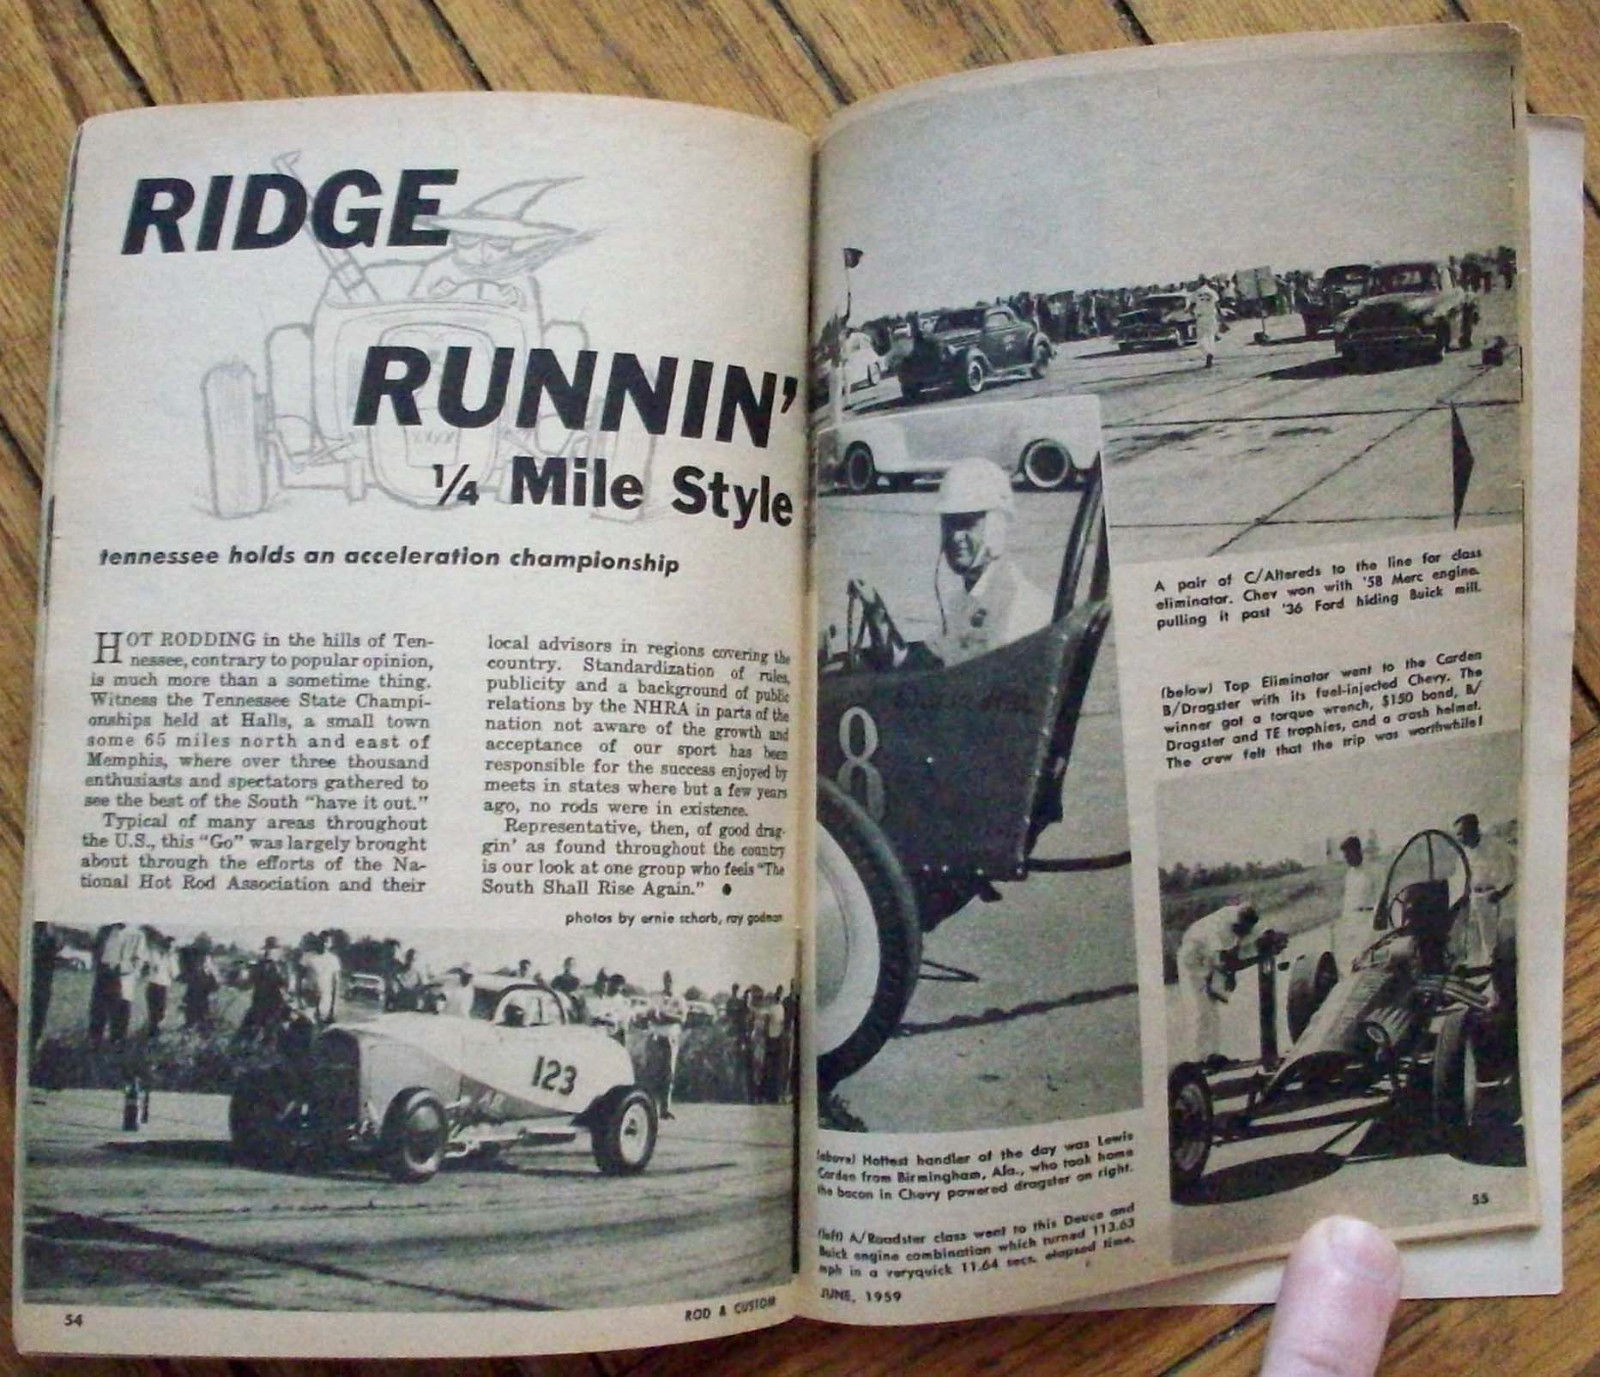 RIDGE
RUNNIN'
1/4 Mile Style
tennessee holds an acceleration championship
HOT RODDING in the hills of Ten-
nessee, contrary to popular opinion,
is much more than a sometime thing.
Witness the Tennessee State Champi-
onships held at Halls, a small town
some 65 miles north and east of
Memphis, where over three thousand
enthusiasts and spectators gathered to
see the best of the South "have it out."
Typical of many areas throughout
the U.S., this "Go" was largely brought
about through the efforts of the Na-
tional Hot Rod Association and their
local advisors in regions covering the
country. Standardization of rules,
publicity and a background of public
relations by the NHRA in parts of the
nation not aware of the growth and
acceptance of our sport has been
responsible for the success enjoyed by
meets in states where but a few years
ago, no rods were in existence.
Representative, then, of good drag-
gin' as found throughout the country
is our look at one group who feels "The
South Shall Rise Again." ●
photos by ernie schorb, ray godman
123
54
ROD & CUSTOM
8
A pair of C/Altereds to the line for class
eliminator. Chev won with '58 Merc engine.
pulling it past '36 Ford hiding Buick mill.
(below) Top Eliminator went to the Carden
B/Dragster with its fuel-injected Chevy. The
winner got a torque wrench, $150 bond, B/
Dragster and TE trophies, and a crash helmet.
The crew felt that the trip was worthwhile!
(above) Hottest handler of the day was Lewis
Carden from Birmingham, Ala., who took home
the bacon in Chevy powered dragster on right.
(left) A/Roadster class went to this Deuce and
Buick engine combination which turned 113.63
mph in a veryquick 11.64 secs. elapsed time.
JUNE, 1959
55